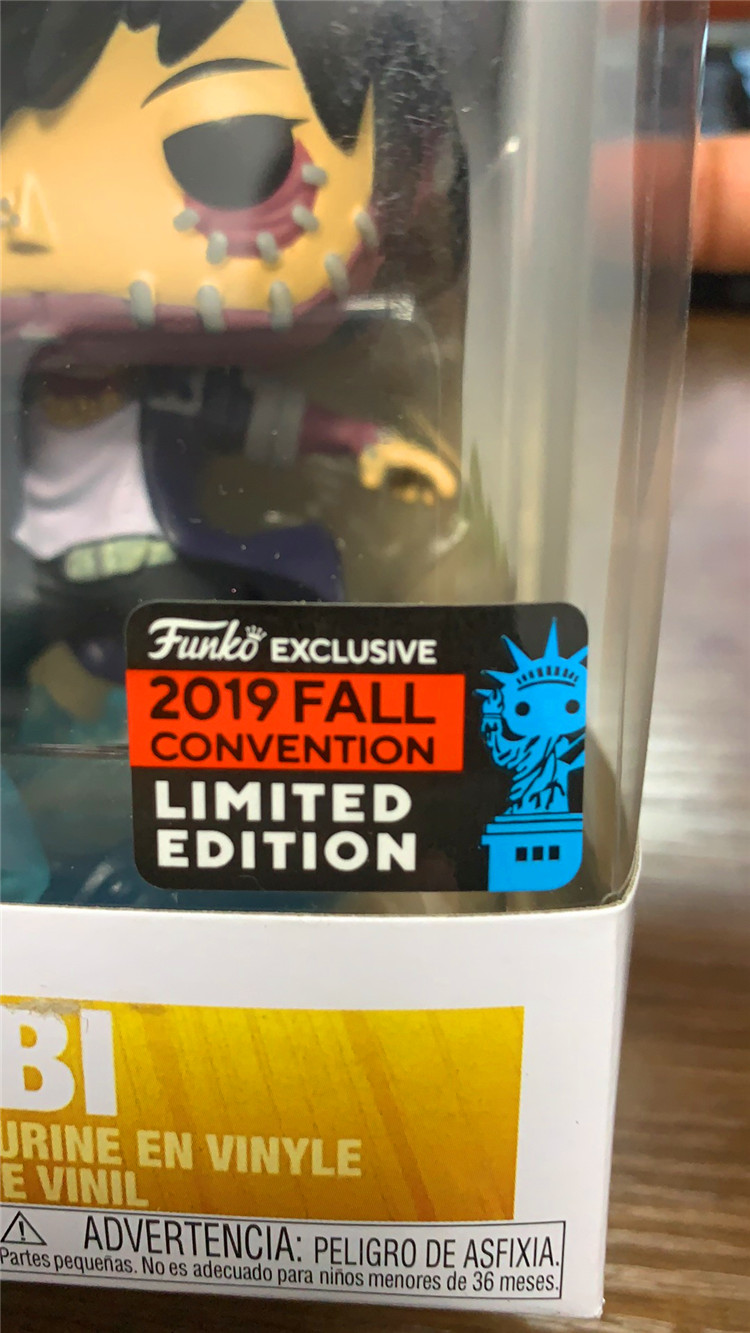 Funko EXCLUSIVE
2019 FALL
CONVENTION
LIMITED
EDITION
BI
URINE EN VINYLE
E VINIL
ADVERTENCIA: PELIGRO DE ASFIXIA.
Partes pequeñas. No es adecuado para niños menores de 36 meses.